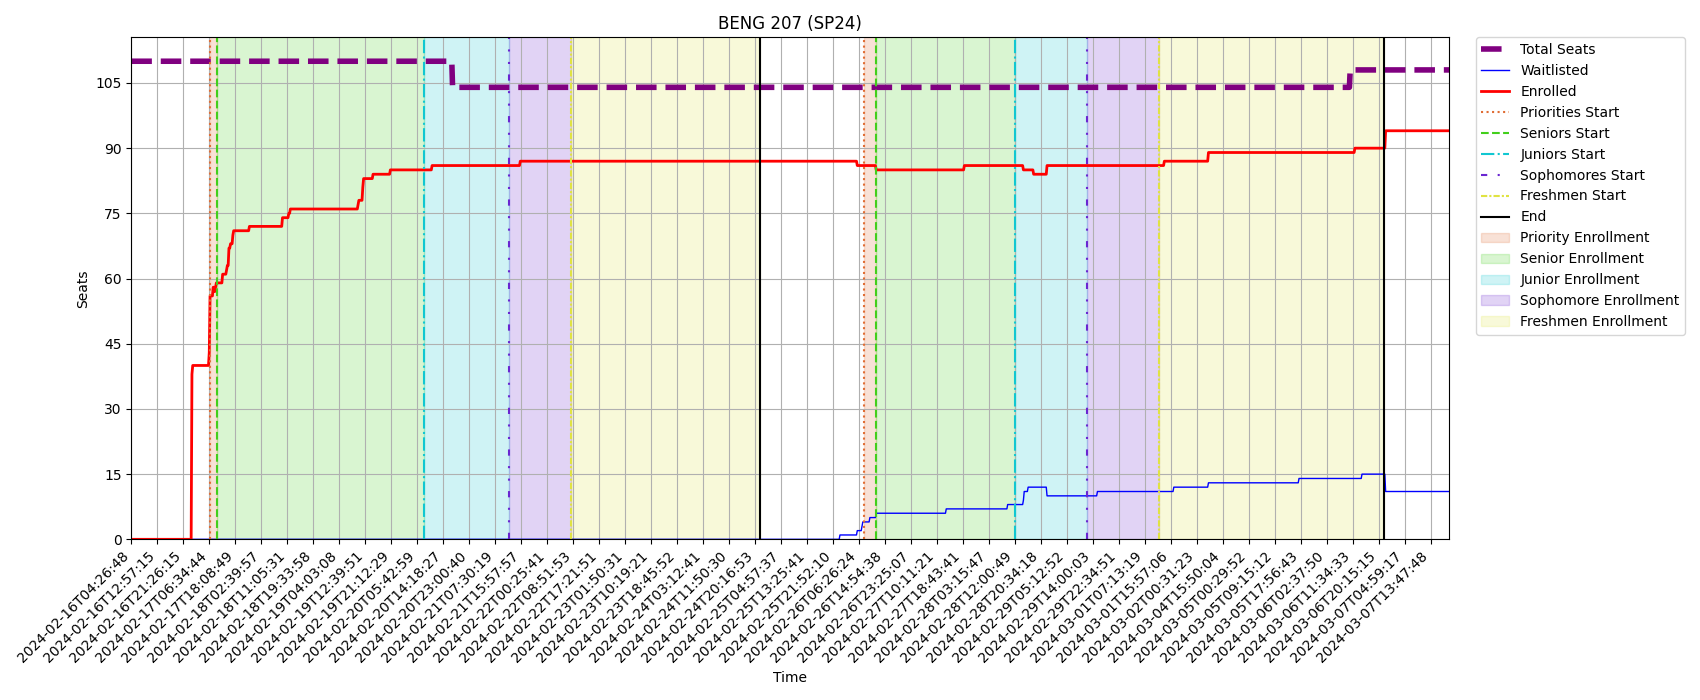 BENG 207 (SP24)
Seats
105
90
75
60
45
30
15
0
2024-02-16T04:26:48
2024-02-16T12:57:15
2024-02-16T21:26:15
2024-02-17T06:34:44
2024-02-17T18:08:49
2024-02-18T02:39:57
2024-02-18T11:05:31
2024-02-18T19:33:58
2024-02-19T04:03:08
2024-02-19T12:39:51
2024-02-19T21:12:29
2024-02-20T05:42:59
2024-02-20T14:18:27
2024-02-20T23:00:40
2024-02-21T07:30:19
2024-02-21T15:57:57
2024-02-22T00:25:41
2024-02-22T08:51:53
2024-02-22T17:21:51
2024-02-23T01:50:31
2024-02-23T10:19:21
2024-02-23T18:45:52
2024-02-24T03:12:41
2024-02-24T11:50:30
2024-02-24T20:16:53
2024-02-25T04:57:37
2024-02-25T13:25:41
2024-02-25T21:52:10
2024-02-26T06:26:24
2024-02-26T14:54:38
2024-02-26T23:25:07
2024-02-27T10:11:21
2024-02-27T18:43:41
2024-02-28T03:15:47
2024-02-28T12:00:49
2024-02-28T20:34:18
2024-02-29T05:12:52
2024-02-29T14:00:03
2024-02-29T22:34:51
2024-03-01T07:13:19
2024-03-01T15:57:06
2024-03-02T00:31:23
2024-03-04T15:50:04
2024-03-05T00:29:52
2024-03-05T09:15:12
2024-03-05T17:56:43
2024-03-06T02:37:50
2024-03-06T11:34:33
2024-03-06T20:15:15
2024-03-07T04:59:17
2024-03-07T13:47:48
Time
Total Seats
Waitlisted
Enrolled
Priorities Start
Seniors Start
Juniors Start
Sophomores Start
Freshmen Start
End
Priority Enrollment
Senior Enrollment
Junior Enrollment
Sophomore Enrollment
Freshmen Enrollment